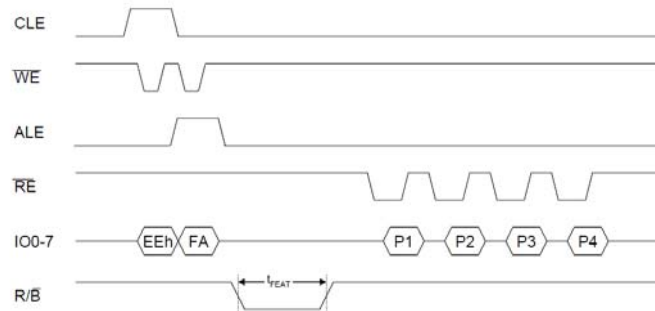 CLE
WE
ALE
RE
IO0-7 EEh FA P1 P2 P3 P4
R/B tFEAT